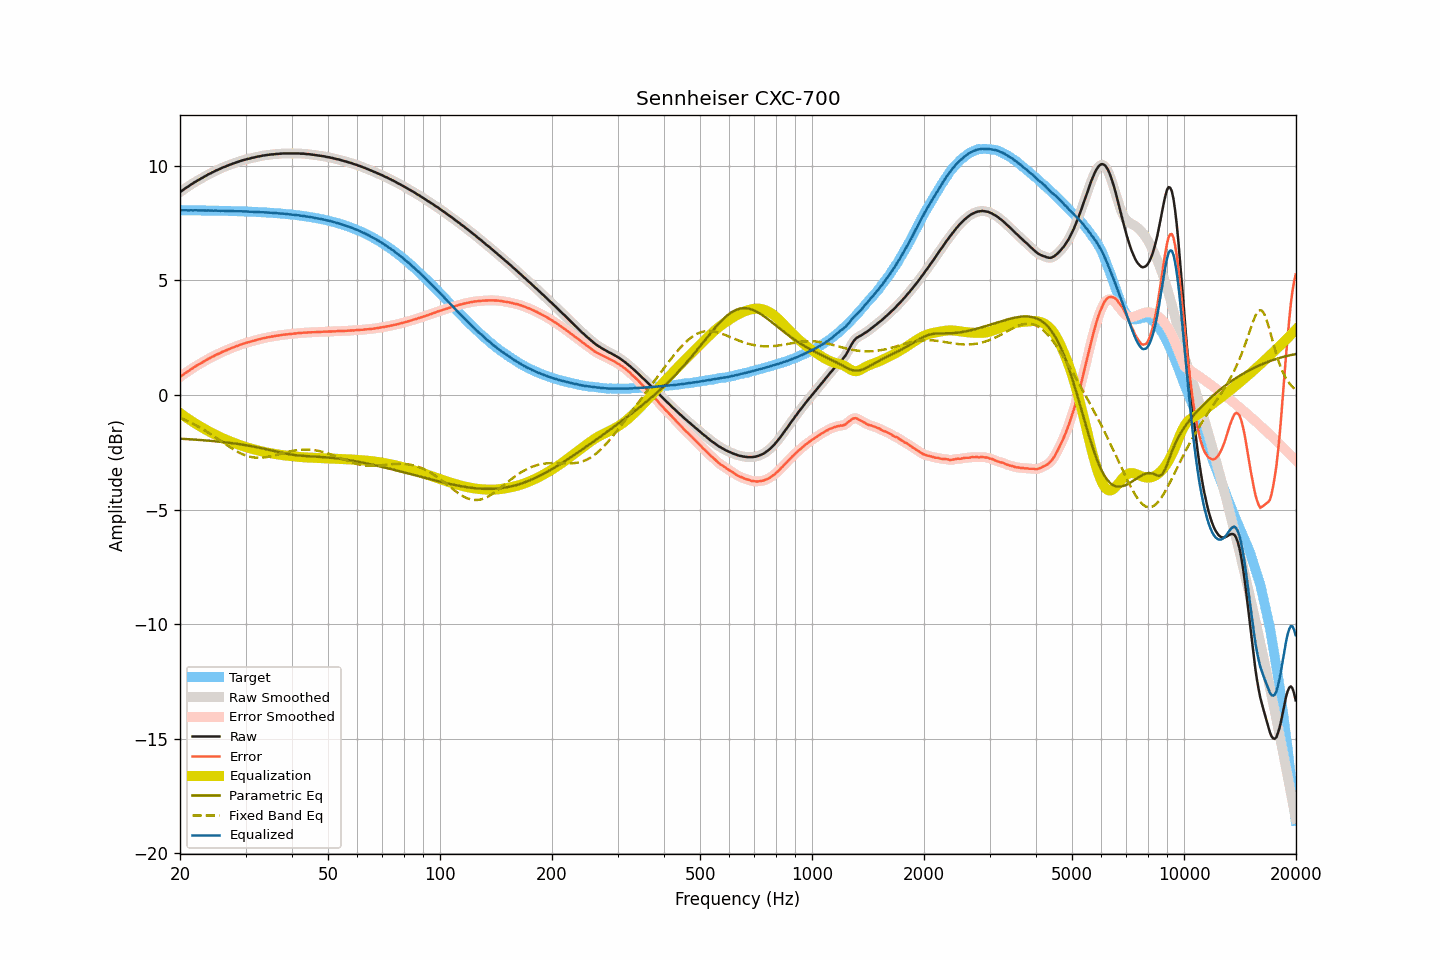 Sennheiser CXC-700
Amplitude (dBr)
10
5
0
−5
−10
−15
−20
Target
Raw Smoothed
Error Smoothed
Raw
Error
Equalization
Parametric Eq
Fixed Band Eq
Equalized
20 50 100 200 500 1000 2000 5000 10000 20000
Frequency (Hz)